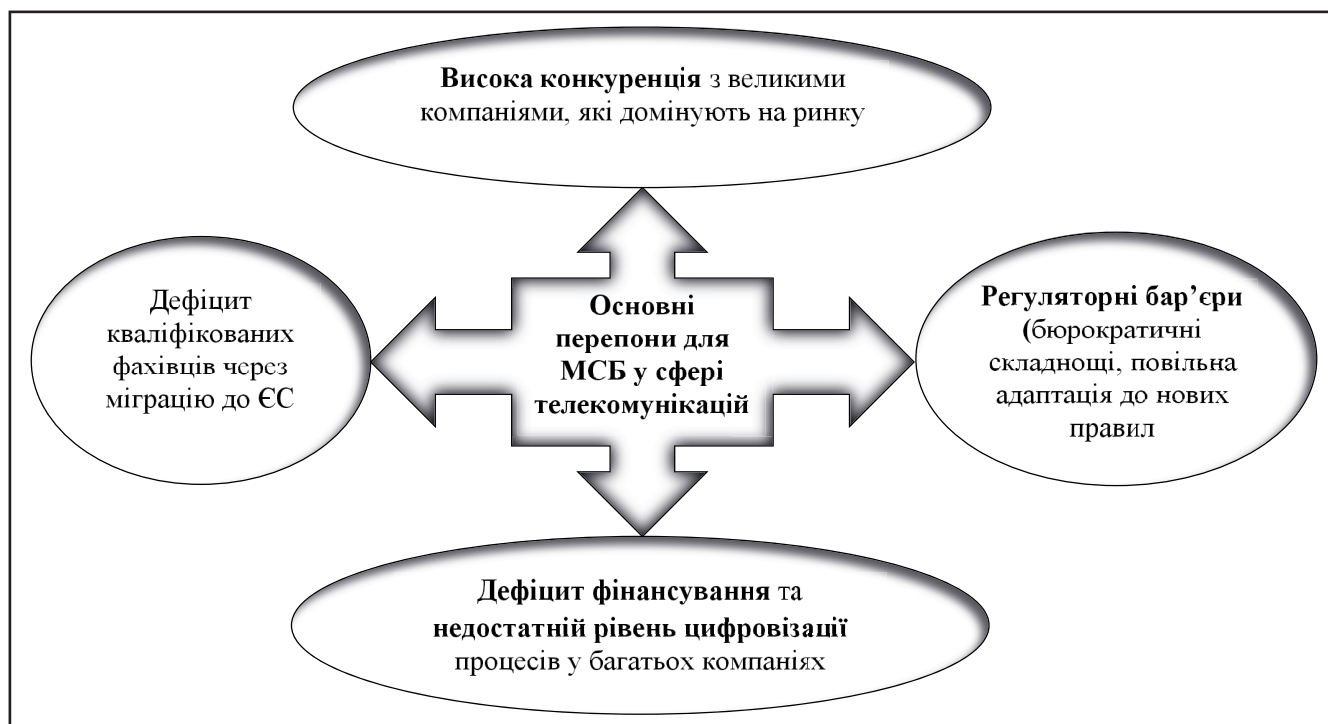 Висока конкуренція з великими
компаніями, які домінують на ринку
Дефіцит
кваліфікованих
фахівців через
міграцію до ЄС
Основні
перепони для
МСБ у сфері
телекомунікацій
Регуляторні бар’єри
(бюрократичні
складнощі, повільна
адаптація до нових
правил
Дефіцит фінансування та
недостатній рівень цифровізації
процесів у багатьох компаніях